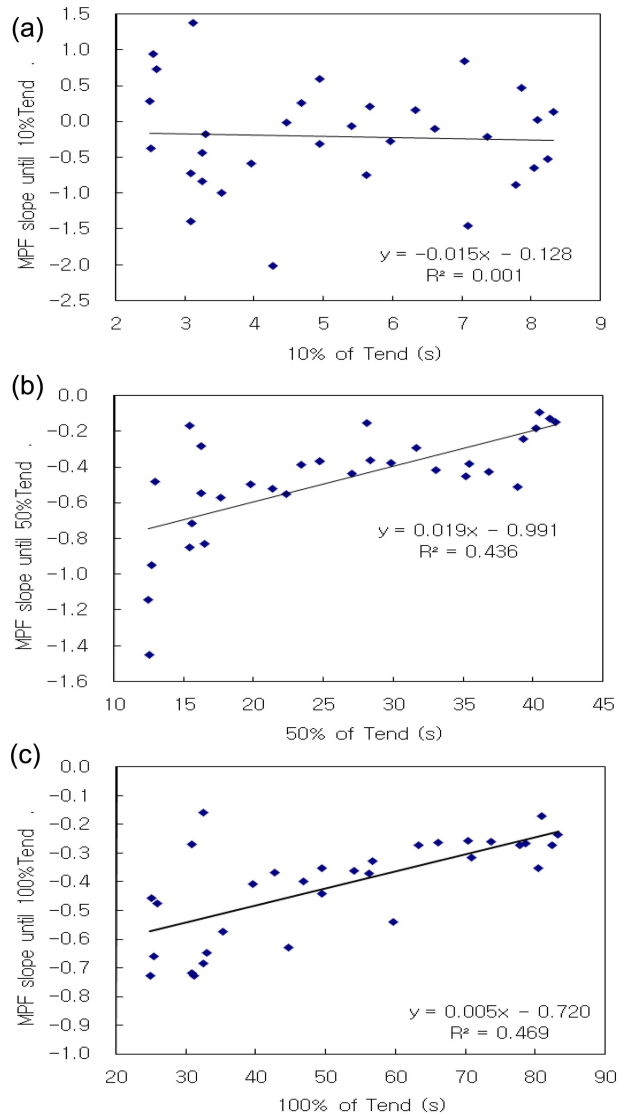 (a)
1.5
1.0
0.5
0.0
−0.5
−1.0
−1.5
−2.0
−2.5
MPF slope until 10%Tend .
y = −0.015x − 0.128
R² = 0.001
2 3 4 5 6 7 8 9
10% of Tend (s)
(b)
0.0
−0.2
−0.4
−0.6
−0.8
−1.0
−1.2
−1.4
−1.6
MPF slope until 50%Tend .
y = 0.019x − 0.991
R² = 0.436
10 15 20 25 30 35 40 45
50% of Tend (s)
(c)
0.0
−0.1
−0.2
−0.3
−0.4
−0.5
−0.6
−0.7
−0.8
−0.9
−1.0
MPF slope until 100%Tend .
y = 0.005x − 0.720
R² = 0.469
20 30 40 50 60 70 80 90
100% of Tend (s)